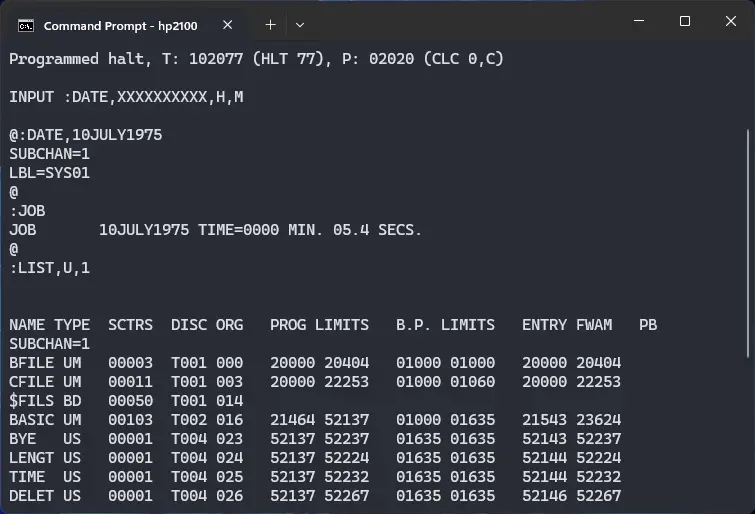 Command Prompt - hp2100
Programmed halt, T: 102077 (HLT 77), P: 02020 (CLC 0,C)
INPUT :DATE,XXXXXXXXXX,H,M
@:DATE,10JULY1975
SUBCHAN=1
LBL=SYS01
@
:JOB
JOB       10JULY1975 TIME=0000 MIN. 05.4 SECS.
@
:LIST,U,1
NAME TYPE  SCTRS  DISC ORG   PROG LIMITS   B.P. LIMITS   ENTRY FWAM   PB
SUBCHAN=1
BFILE UM   00003  T001 000   20000 20404   01000 01000   20000 20404
CFILE UM   00011  T001 003   20000 22253   01000 01060   20000 22253
$FILS BD   00050  T001 014
BASIC UM   00103  T002 016   21464 52137   01000 01635   21543 23624
BYE   US   00001  T004 023   52137 52237   01635 01635   52143 52237
LENGT US   00001  T004 024   52137 52224   01635 01635   52144 52224
TIME  US   00001  T004 025   52137 52232   01635 01635   52144 52232
DELET US   00001  T004 026   52137 52267   01635 01635   52146 52267